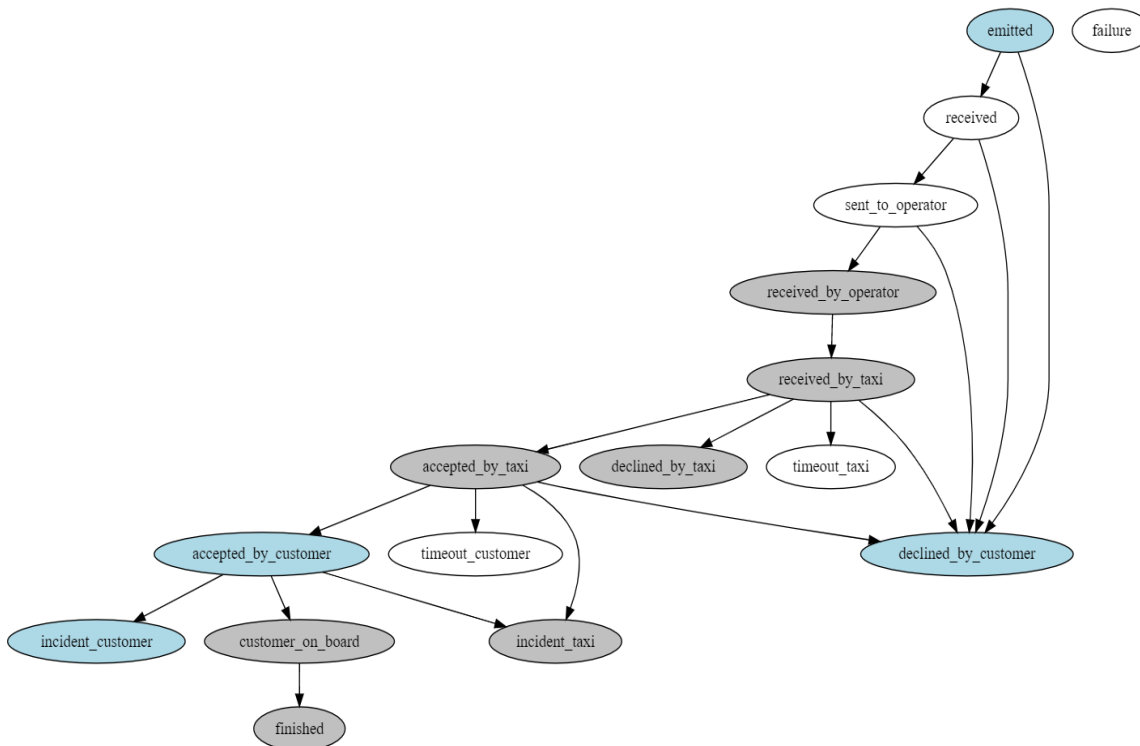 emitted
failure
received
sent_to_operator
received_by_operator
received_by_taxi
accepted_by_taxi
declined_by_taxi
timeout_taxi
accepted_by_customer
timeout_customer
declined_by_customer
incident_customer
customer_on_board
incident_taxi
finished